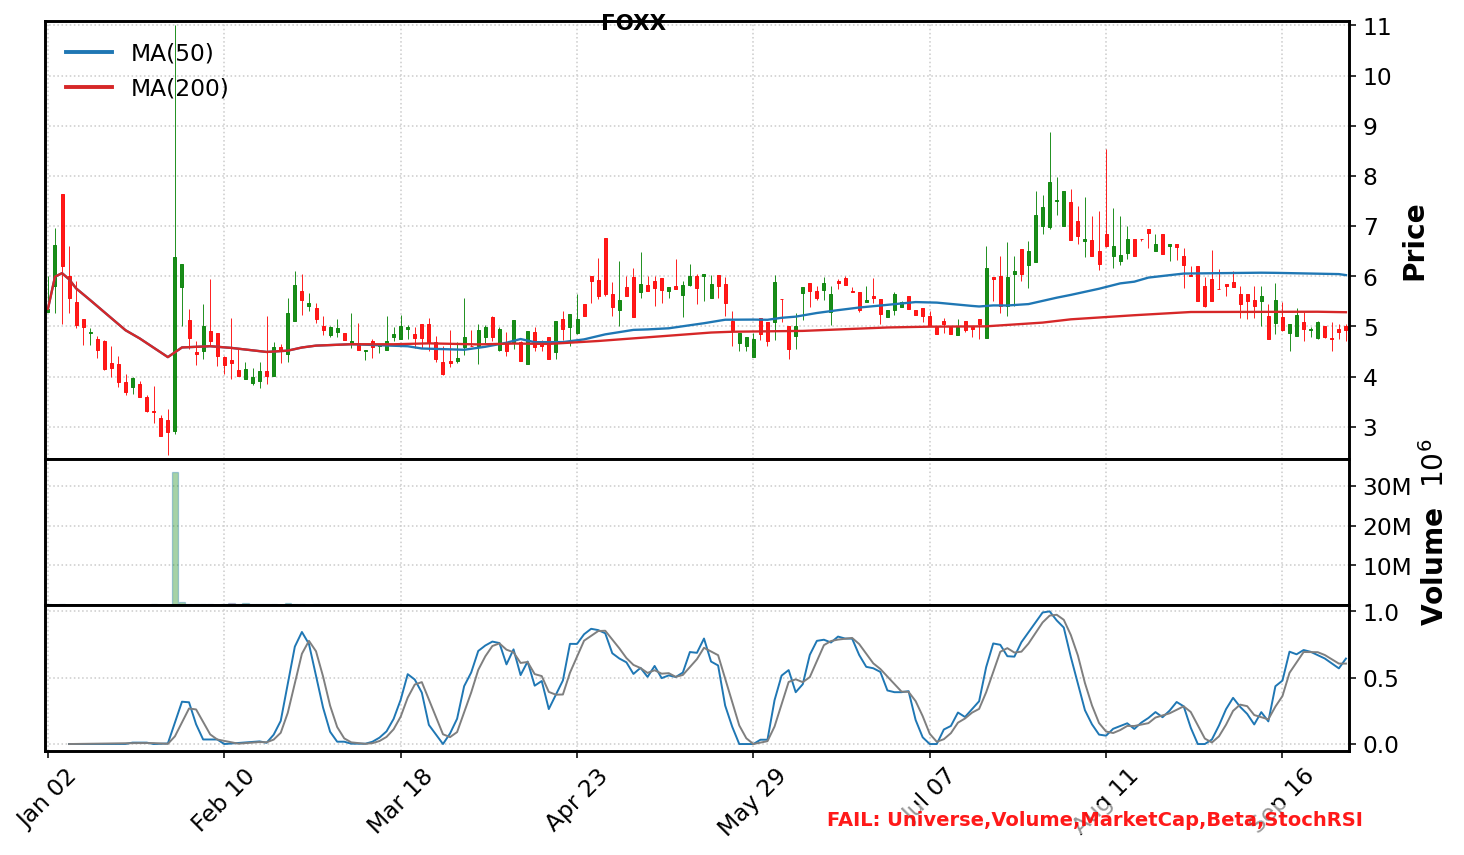 FOXX
MA(50)
MA(200)
11
10
9
8
7
6
5
4
3
Price
30M
20M
10M
Volume 10^6
1.0
0.5
0.0
Jan 02
Feb 10
Mar 18
Apr 23
May 29
Jul 07
Aug 11
Sep 16
FAIL: Universe,Volume,MarketCap,Beta,StochRSI